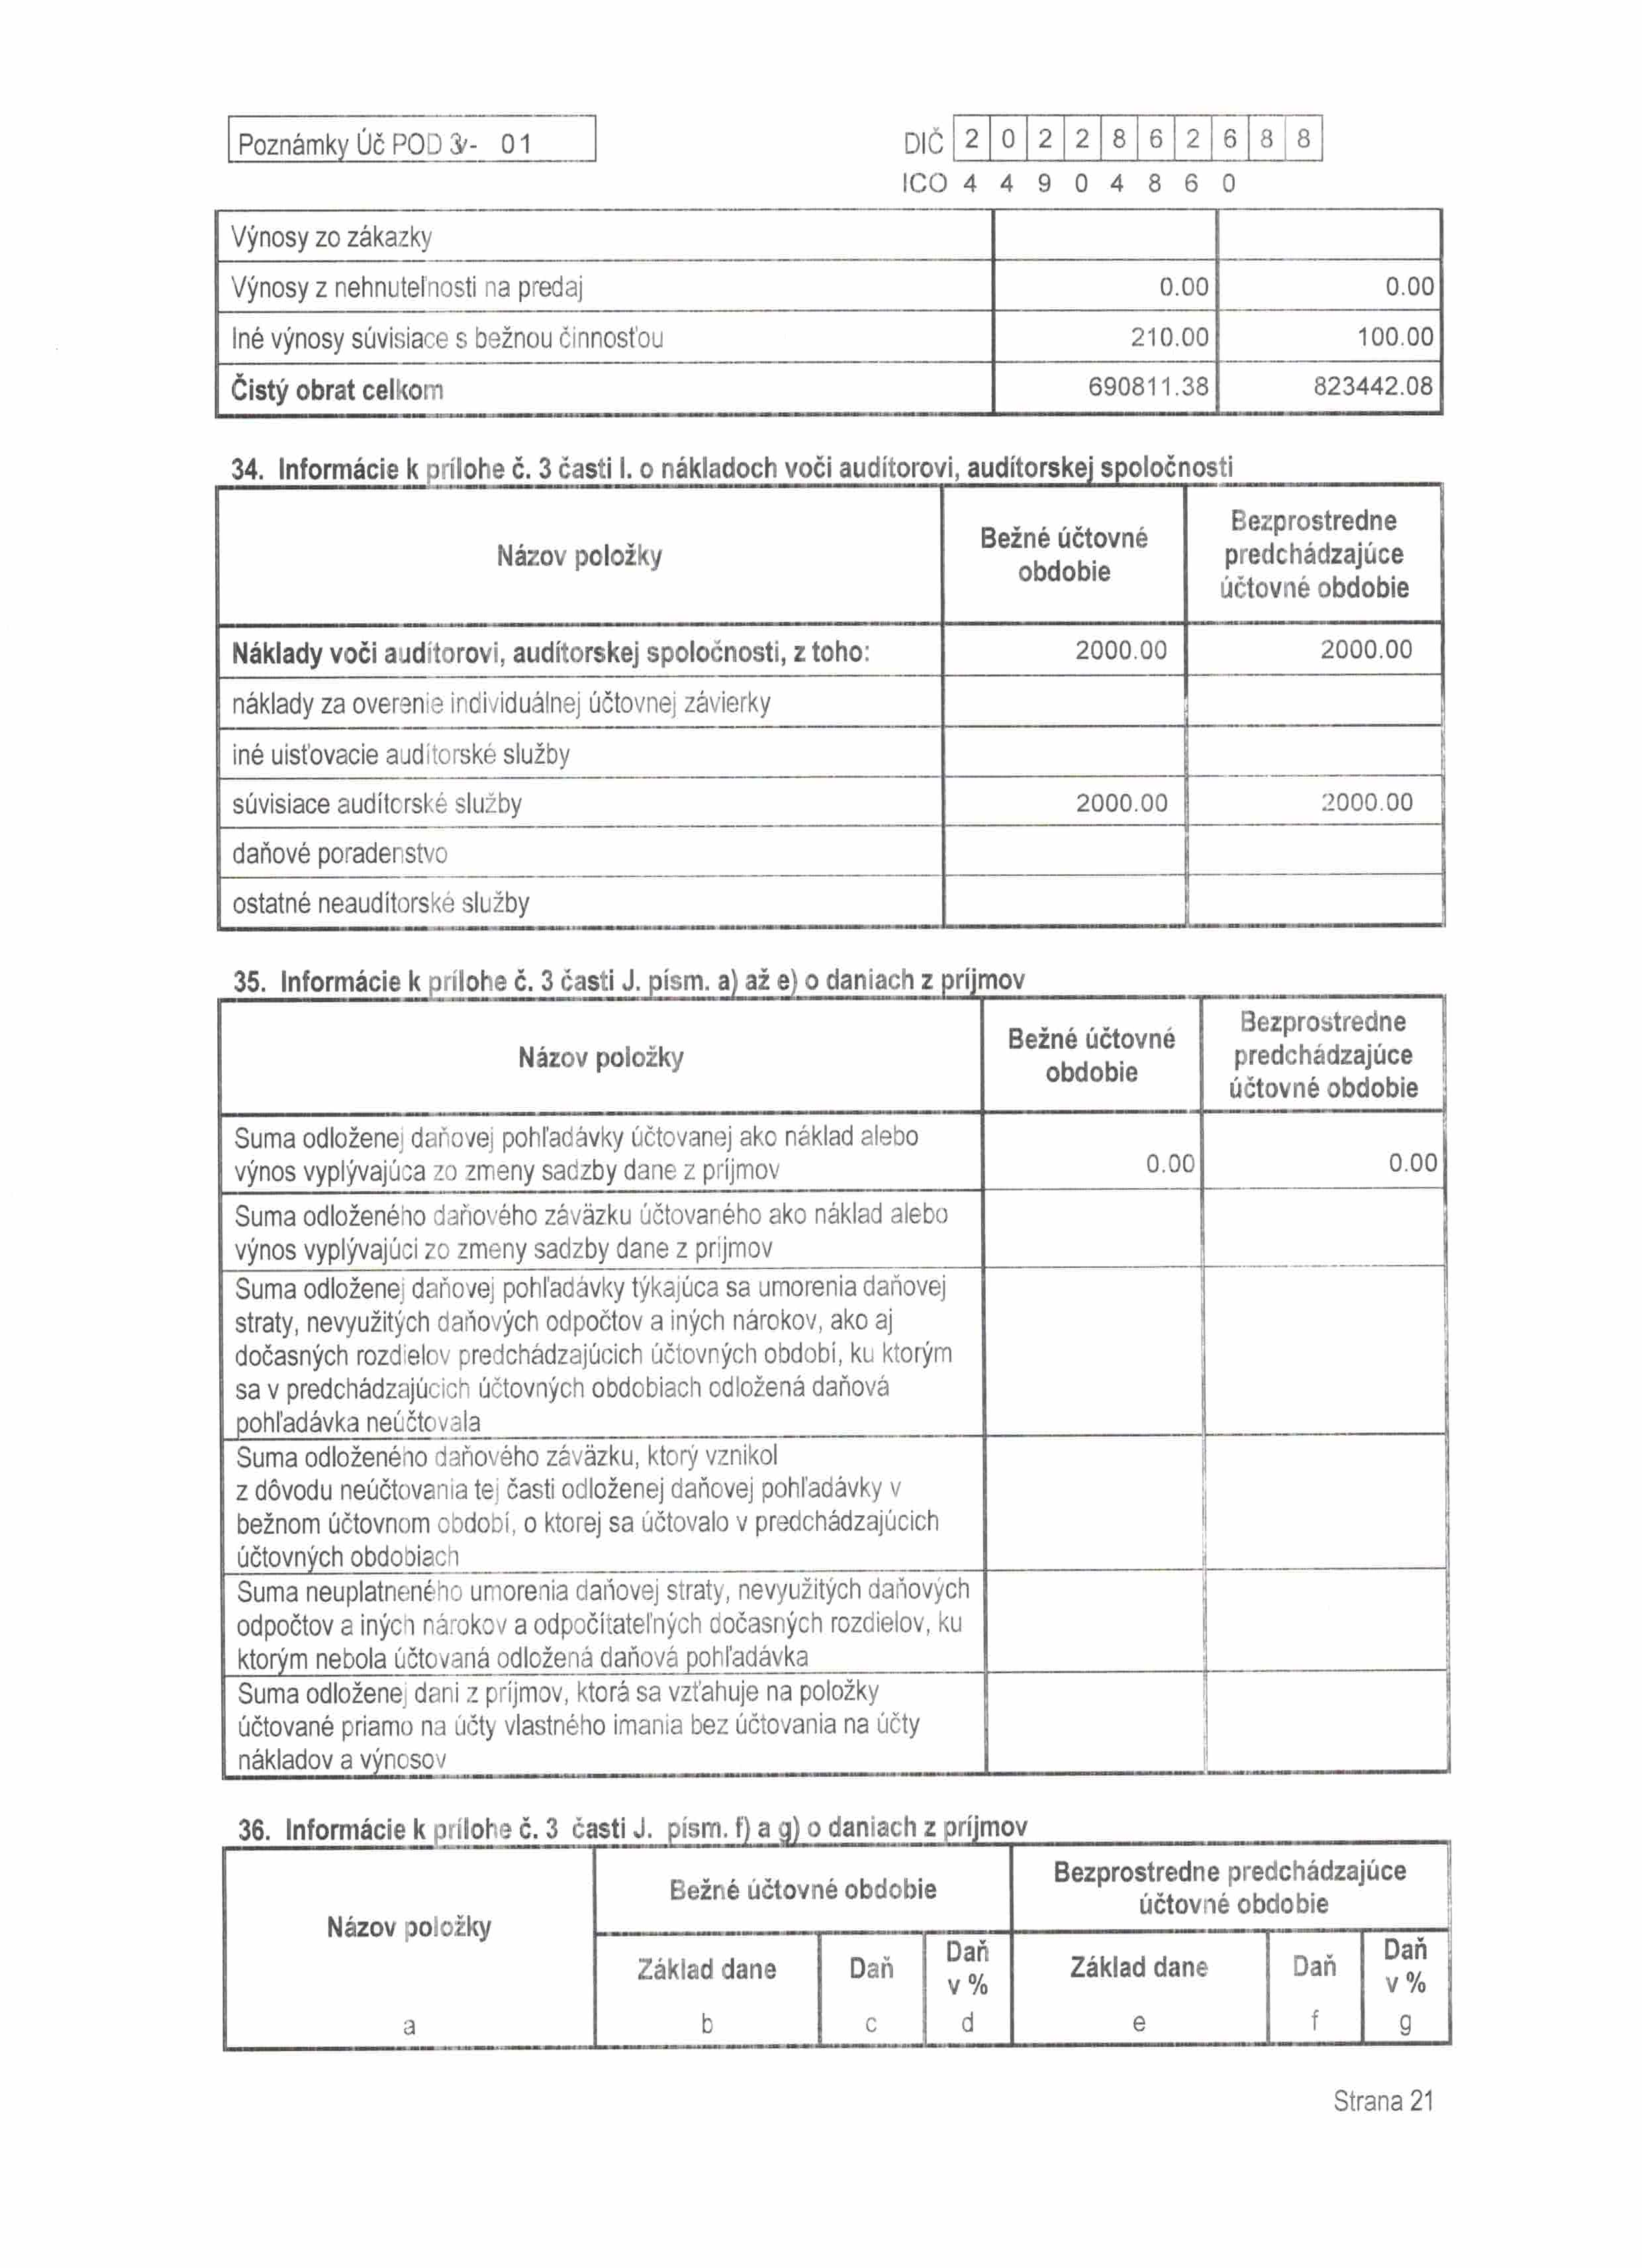 Poznámky Úč POD 3v- 01
DIČ 2 0 2 2 8 6 2 6 8 8
ICO 4 4 9 0 4 8 6 0
Výnosy zo zákazky
Výnosy z nehnuteľnosti na predaj 0.00 0.00
Iné výnosy súvisiace s bežnou činnosťou 210.00 100.00
Čistý obrat celkom 690811.38 823442.08
34. Informácie k prílohe č. 3 časti I. o nákladoch voči audítorovi, audítorskej spoločnosti
Názov položky
Bežné účtovné
obdobie
Bezprostredne
predchádzajúce
účtovné obdobie
Náklady voči audítorovi, audítorskej spoločnosti, z toho: 2000.00 2000.00
náklady za overenie individuálnej účtovnej závierky
iné uisťovacie audítorské služby
súvisiace audítorské služby 2000.00 2000.00
daňové poradenstvo
ostatné neaudítorské služby
35. Informácie k prílohe č. 3 časti J. písm. a) až e) o daniach z príjmov
Názov položky
Bežné účtovné
obdobie
Bezprostredne
predchádzajúce
účtovné obdobie
Suma odloženej daňovej pohľadávky účtovanej ako náklad alebo
výnos vyplývajúca zo zmeny sadzby dane z príjmov 0.00 0.00
Suma odloženého daňového záväzku účtovaného ako náklad alebo
výnos vyplývajúci zo zmeny sadzby dane z príjmov
Suma odloženej daňovej pohľadávky týkajúca sa umorenia daňovej
straty, nevyužitých daňových odpočtov a iných nárokov, ako aj
dočasných rozdielov predchádzajúcich účtovných období, ku ktorým
sa v predchádzajúcich účtovných obdobiach odložená daňová
pohľadávka neúčtovala
Suma odloženého daňového záväzku, ktorý vznikol
z dôvodu neúčtovania tej časti odloženej daňovej pohľadávky v
bežnom účtovnom období, o ktorej sa účtovalo v predchádzajúcich
účtovných obdobiach
Suma neuplatneného umorenia daňovej straty, nevyužitých daňových
odpočtov a iných nárokov a odpočítateľných dočasných rozdielov, ku
ktorým nebola účtovaná odložená daňová pohľadávka
Suma odloženej dani z príjmov, ktorá sa vzťahuje na položky
účtované priamo na účty vlastného imania bez účtovania na účty
nákladov a výnosov
36. Informácie k prílohe č. 3 časti J. písm. f) a g) o daniach z príjmov
Názov položky
Bežné účtovné obdobie
Bezprostredne predchádzajúce
účtovné obdobie
Základ dane Daň Daň
v %
Základ dane Daň Daň
v %
a b c d e f g
Strana 21